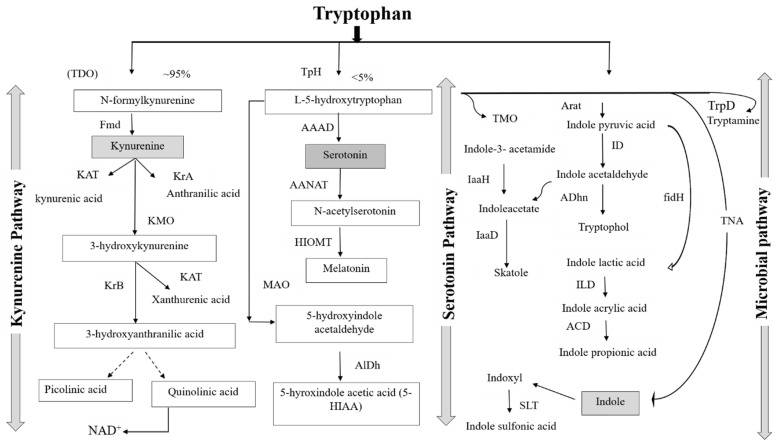 Tryptophan
(TDO)
~95%
TpH
<5%
N-formylkynurenine
L-5-hydroxytryptophan
Fmd
AAAD
Kynurenine
Serotonin
KAT
KrA
kynurenic acid
Anthranilic acid
AANAT
KMO
N-acetylserotonin
3-hydroxykynurenine
HIOMT
KAT
KrB
Xanthurenic acid
Melatonin
MAO
3-hydroxyanthranilic acid
5-hydroxyindole
acetaldehyde
AlDh
Picolinic acid
Quinolinic acid
5-hyroxindole acetic acid (5-
HIAA)
NAD+
Kynurenine Pathway
Serotonin Pathway
Microbial pathway
TMO
Arat
TrpD
Tryptamine
Indole pyruvic acid
Indole-3- acetamide
ID
IaaH
Indole acetaldehyde
Indoleacetate
ADhn
fidH
TNA
IaaD
Tryptophol
Skatole
Indole lactic acid
ILD
Indole acrylic acid
ACD
Indole propionic acid
Indoxyl
Indole
SLT
Indole sulfonic acid